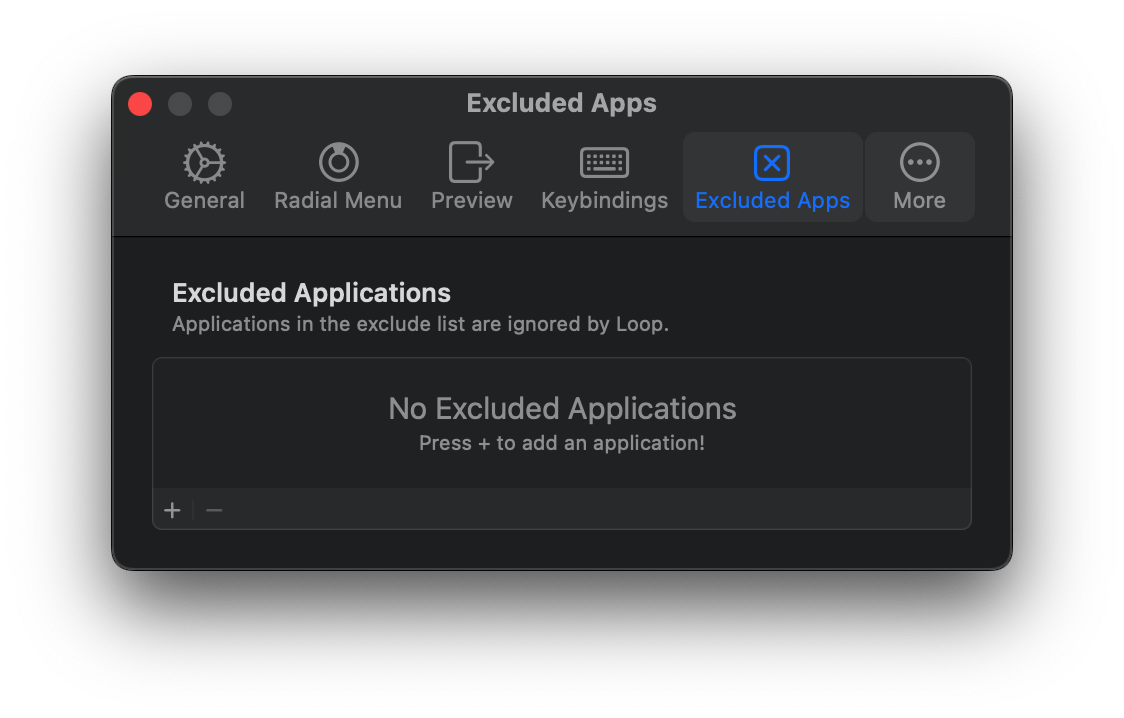 Excluded Apps
General Radial Menu Preview Keybindings Excluded Apps More
Excluded Applications
Applications in the exclude list are ignored by Loop.
No Excluded Applications
Press + to add an application!